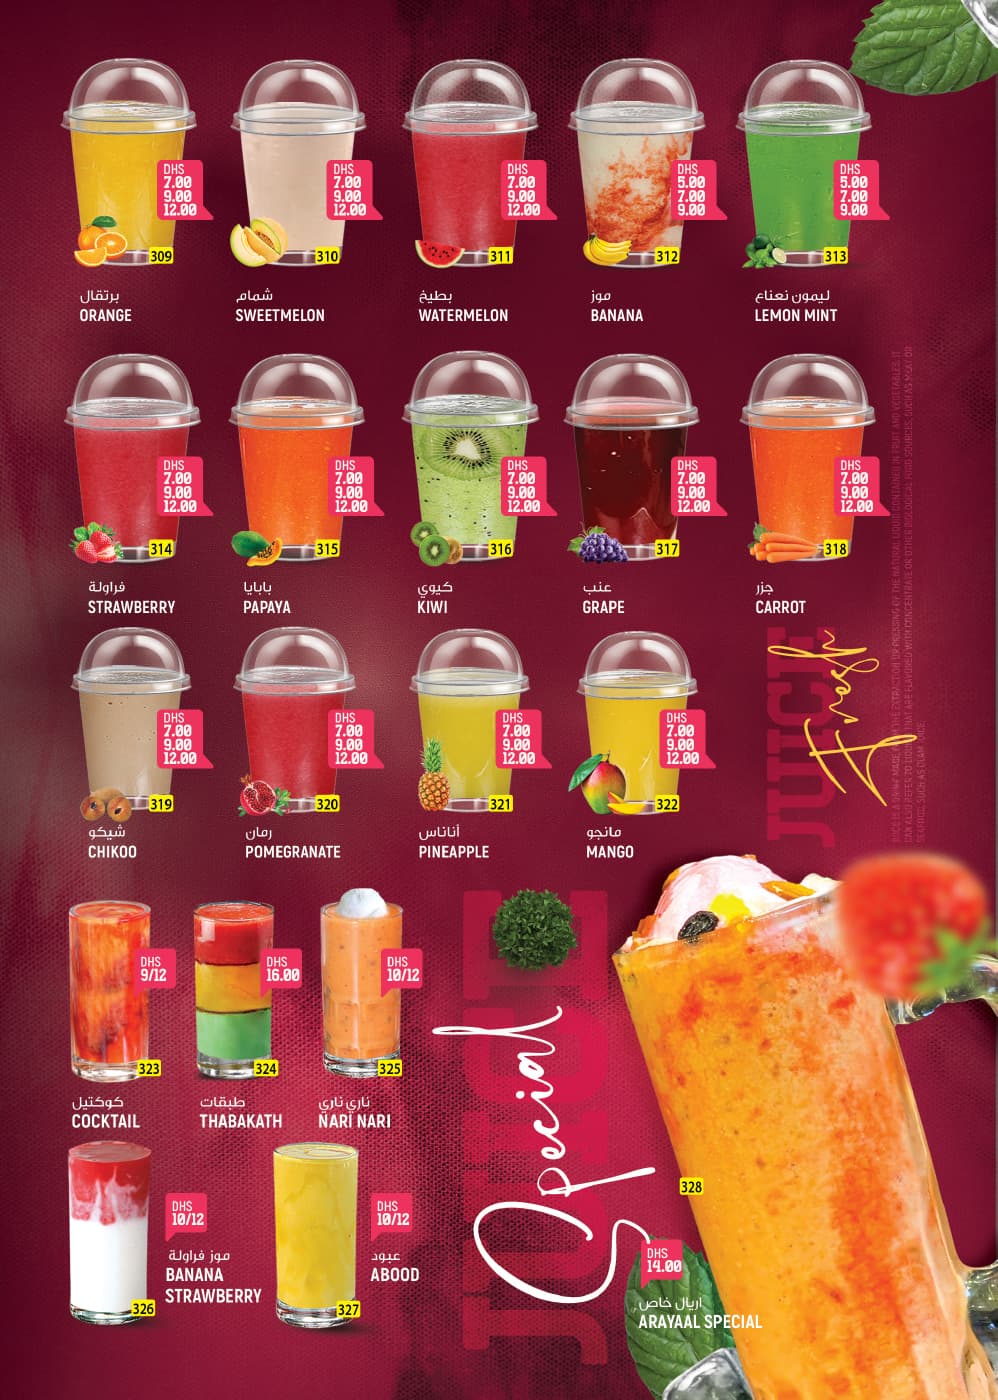 DHS
7.00
9.00
12.00
309
برتقال
ORANGE
DHS
7.00
9.00
12.00
310
شمام
SWEETMELON
DHS
7.00
9.00
12.00
311
بطيخ
WATERMELON
DHS
5.00
7.00
9.00
312
موز
BANANA
DHS
5.00
7.00
9.00
313
ليمون نعناع
LEMON MINT
DHS
7.00
9.00
12.00
314
فراولة
STRAWBERRY
DHS
7.00
9.00
12.00
315
بابايا
PAPAYA
DHS
7.00
9.00
12.00
316
كيوي
KIWI
DHS
7.00
9.00
12.00
317
عنب
GRAPE
DHS
7.00
9.00
12.00
318
جزر
CARROT
DHS
7.00
9.00
12.00
319
شيكو
CHIKOO
DHS
7.00
9.00
12.00
320
رمان
POMEGRANATE
DHS
7.00
9.00
12.00
321
أناناس
PINEAPPLE
DHS
7.00
9.00
12.00
322
مانجو
MANGO
JUICE
Fresh
DHS
9/12
323
كوكتيل
COCKTAIL
DHS
16.00
324
طبقات
THABAKATH
DHS
10/12
325
ناري ناري
NARI NARI
DHS
10/12
326
موز فراولة
BANANA
STRAWBERRY
DHS
10/12
327
عبود
ABOOD
JUICE
Special
328
DHS
14.00
اريال خاص
ARAYAAL SPECIAL